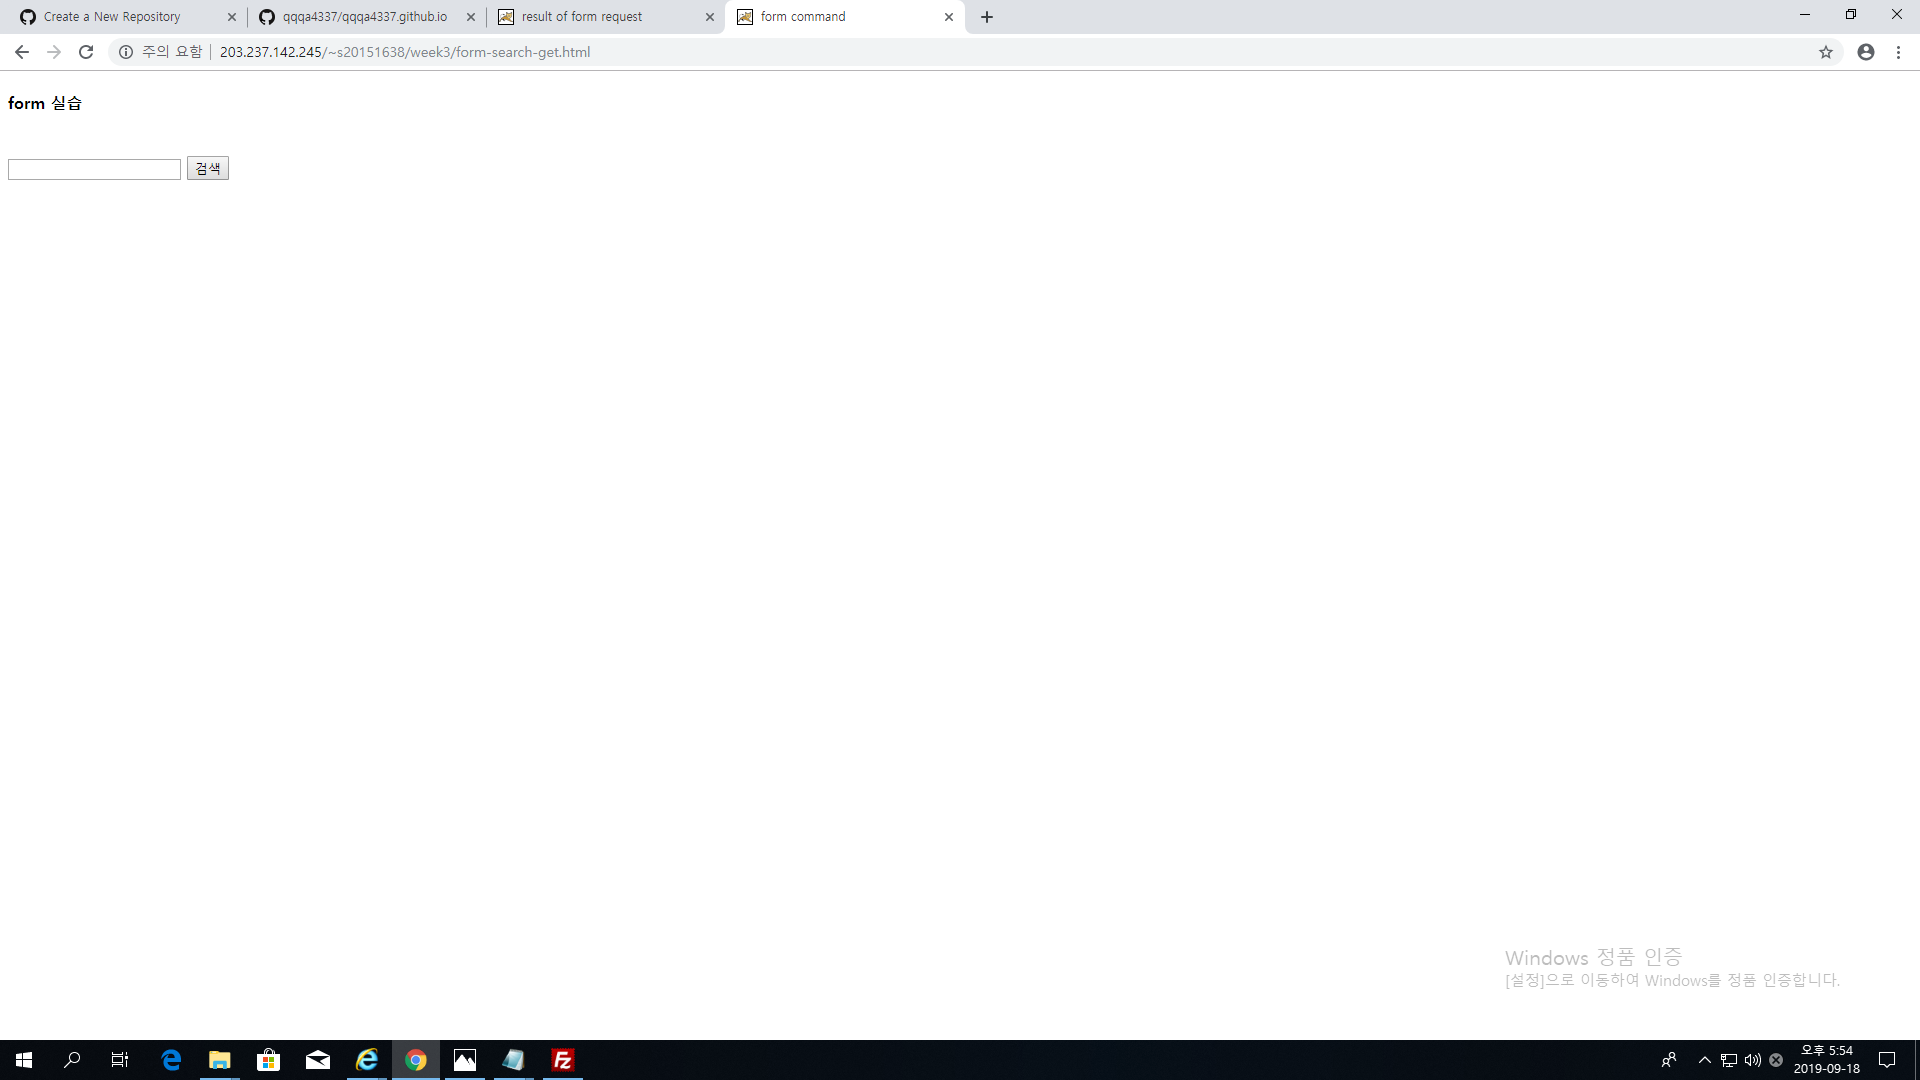 Create a New Repository
qqqa4337/qqqa4337.github.io
result of form request
form command
주의 요함
203.237.142.245/~s20151638/week3/form-search-get.html
form 실습
검색
Windows 정품 인증
[설정]으로 이동하여 Windows를 정품 인증합니다.
오후 5:54
2019-09-18